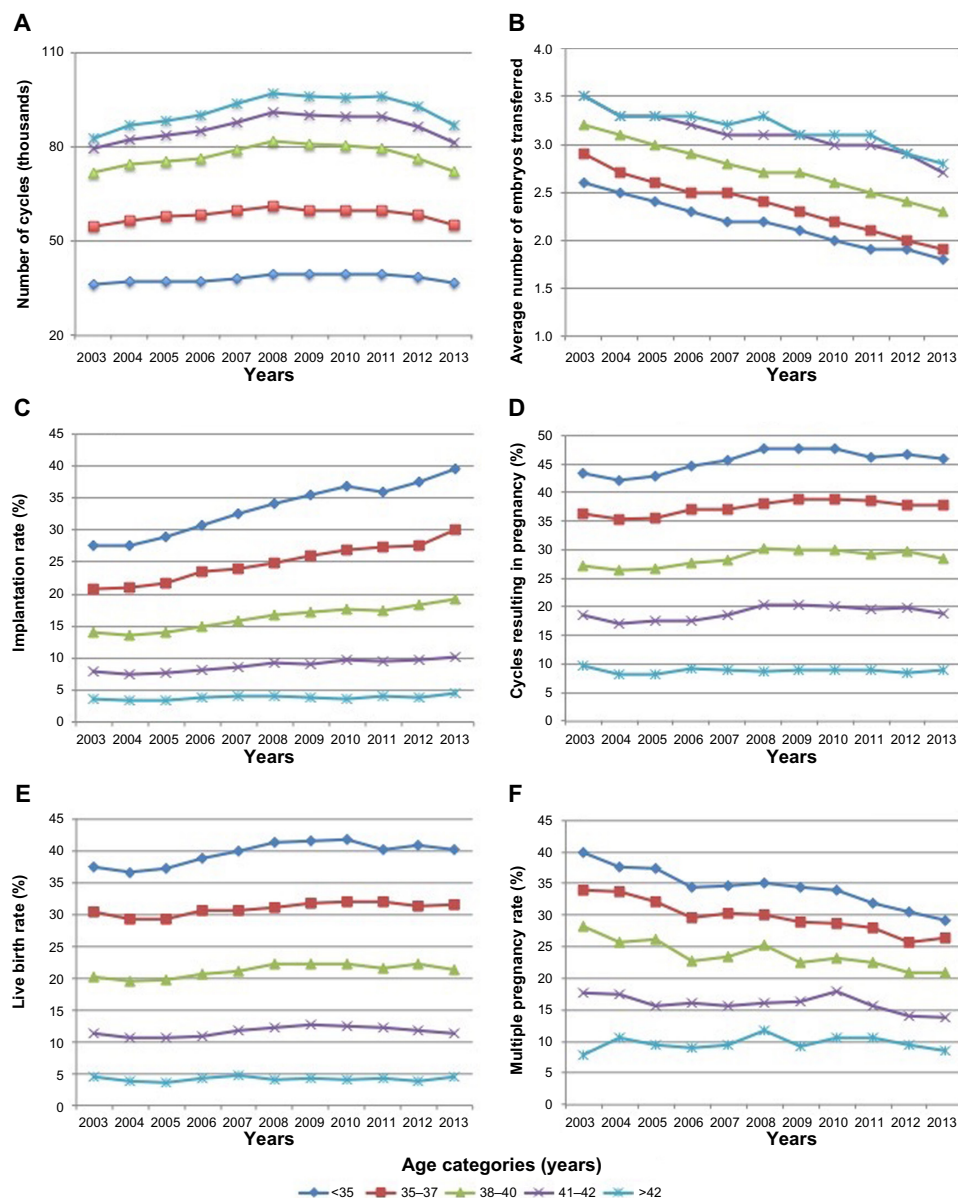 A
Number of cycles (thousands)
110
80
50
20
2003 2004 2005 2006 2007 2008 2009 2010 2011 2012 2013
Years
B
Average number of embryos transferred
4.0
3.5
3.0
2.5
2.0
1.5
1.0
2003 2004 2005 2006 2007 2008 2009 2010 2011 2012 2013
Years
C
Implantation rate (%)
45
40
35
30
25
20
15
10
5
0
2003 2004 2005 2006 2007 2008 2009 2010 2011 2012 2013
Years
D
Cycles resulting in pregnancy (%)
50
45
40
35
30
25
20
15
10
5
0
2003 2004 2005 2006 2007 2008 2009 2010 2011 2012 2013
Years
E
Live birth rate (%)
45
40
35
30
25
20
15
10
5
0
2003 2004 2005 2006 2007 2008 2009 2010 2011 2012 2013
Years
F
Multiple pregnancy rate (%)
45
40
35
30
25
20
15
10
5
0
2003 2004 2005 2006 2007 2008 2009 2010 2011 2012 2013
Years
Age categories (years)
<35 35–37 38–40 41–42 >42